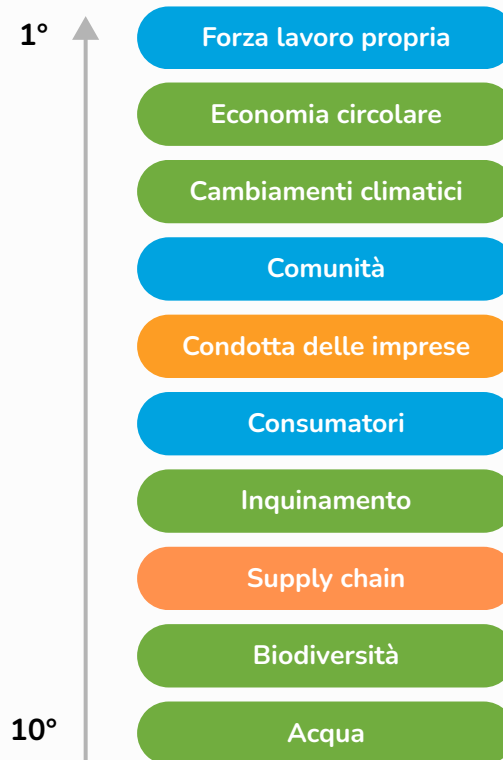 1°
Forza lavoro propria
Economia circolare
Cambiamenti climatici
Comunità
Condotta delle imprese
Consumatori
Inquinamento
Supply chain
Biodiversità
10°
Acqua